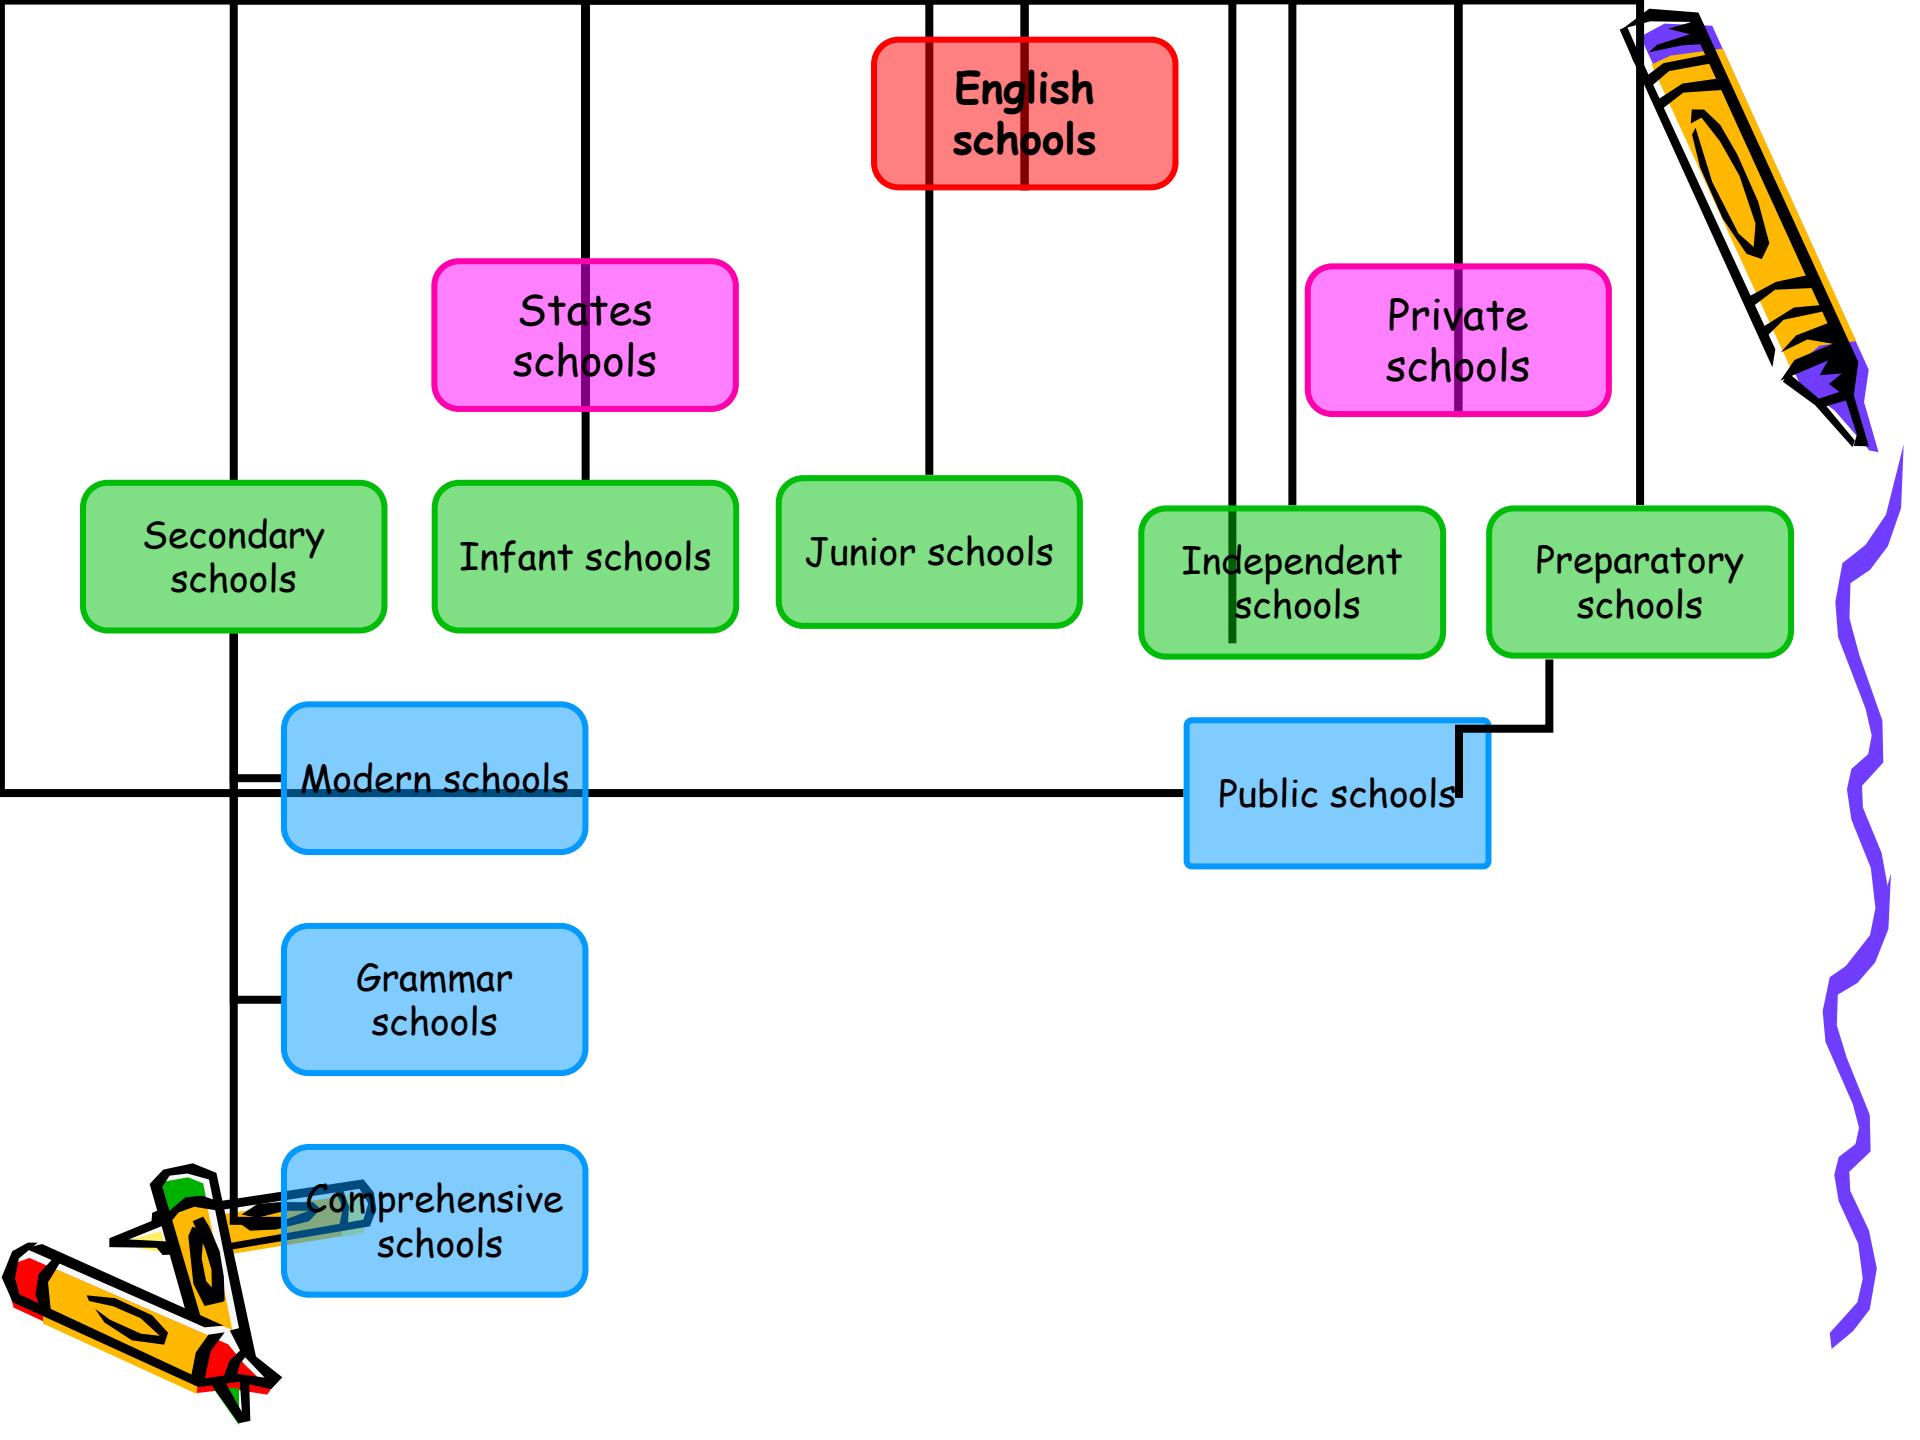 English
schools
States
schools
Private
schools
Secondary
schools
Infant schools
Junior schools
Independent
schools
Preparatory
schools
Modern schools
Public schools
Grammar
schools
Comprehensive
schools